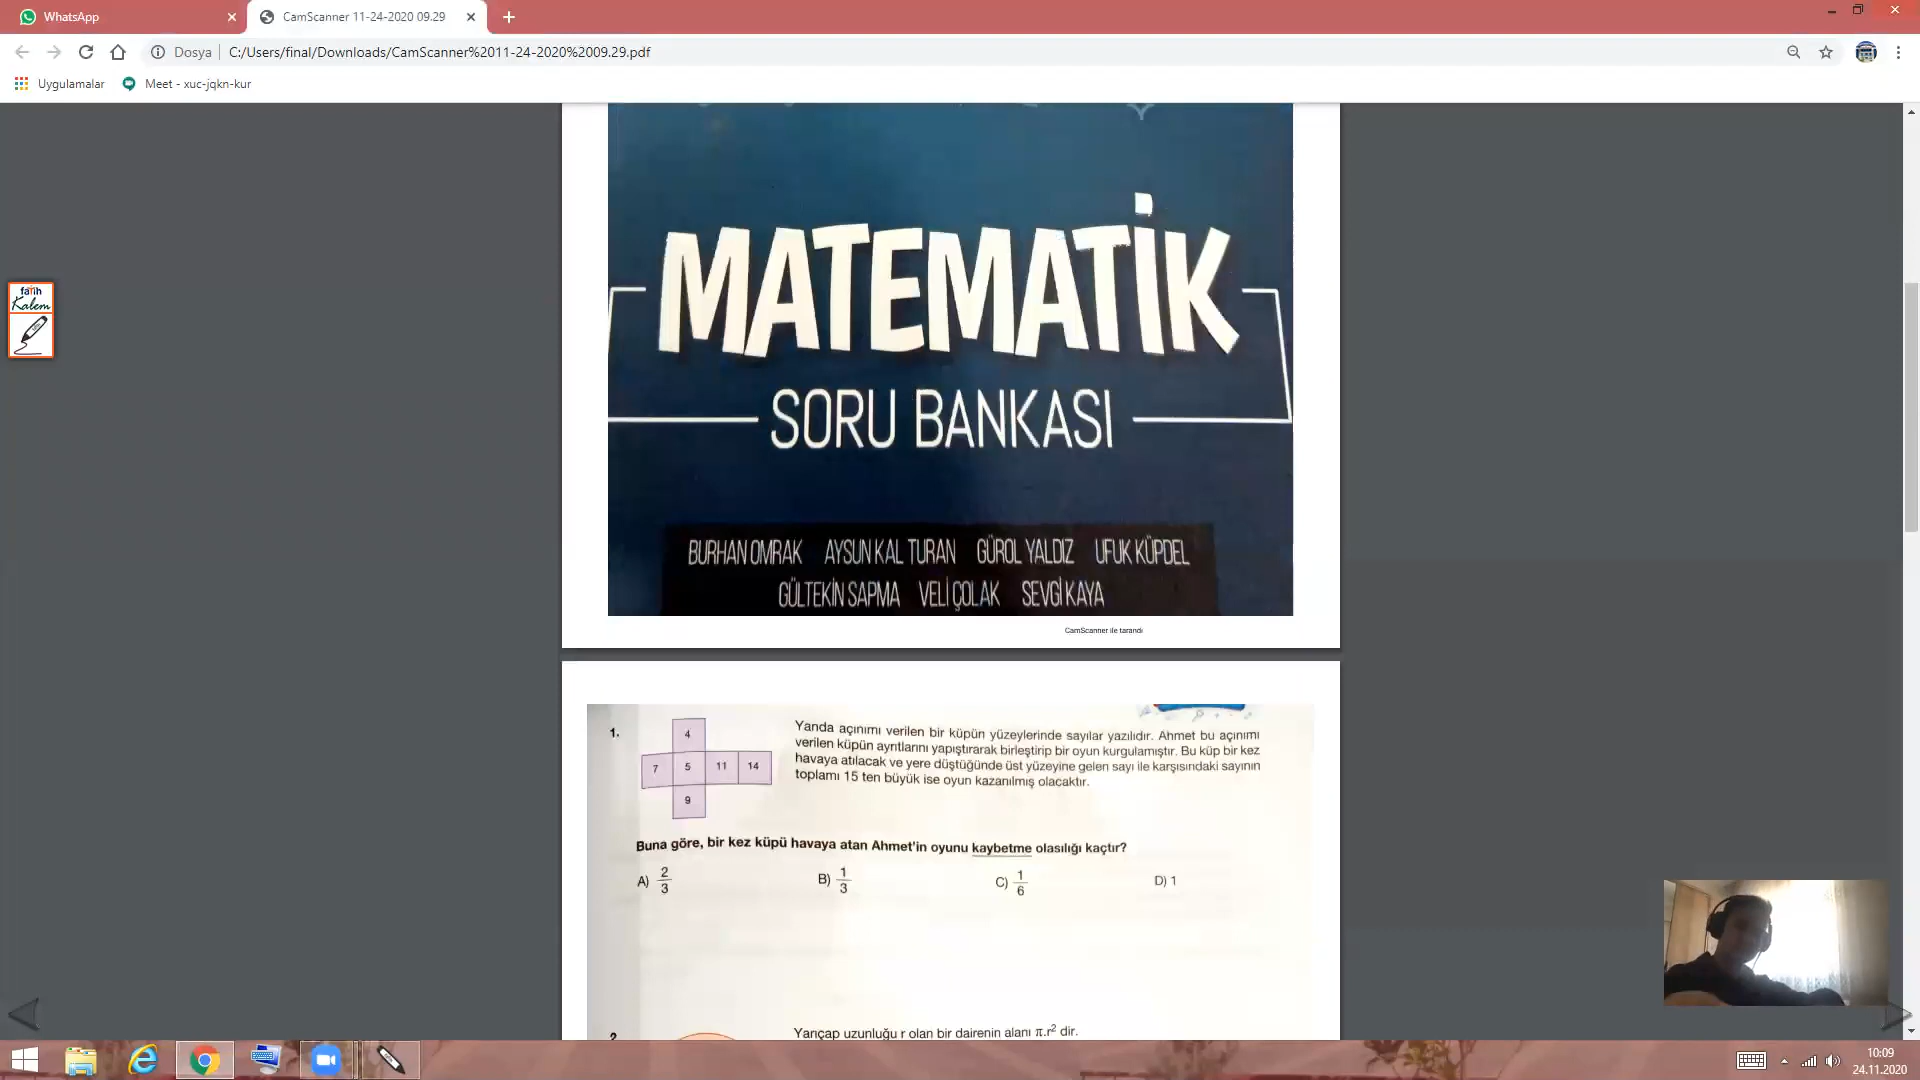 WhatsApp
CamScanner 11-24-2020 09.29
Dosya
C:/Users/final/Downloads/CamScanner%2011-24-2020%2009.29.pdf
Uygulamalar
Meet - xuc-jqkn-kur
fatih
Kalem
MATEMATİK
SORU BANKASI
BURHAN OMRAK AYSUN KAL TURAN GÜROL YALDIZ UFUK KÜPDEL
GÜLTEKİN SAPMA VELİ ÇOLAK SEVGİ KAYA
CamScanner ile tarandı
1.
4
7 5 11 14
9
Yanda açınımı verilen bir küpün yüzeylerinde sayılar yazılıdır. Ahmet bu açınımı
verilen küpün ayrıtlarını yapıştırarak birleştirip bir oyun kurgulamıştır. Bu küp bir kez
havaya atılacak ve yere düştüğünde üst yüzeyine gelen sayı ile karşısındaki sayının
toplamı 15 ten büyük ise oyun kazanılmış olacaktır.
Buna göre, bir kez küpü havaya atan Ahmet'in oyunu kaybetme olasılığı kaçtır?
A) 2/3 B) 1/3 C) 1/6 D) 1
2
Yarıçap uzunluğu r olan bir dairenin alanı π.r² dir.
10:09
24.11.2020